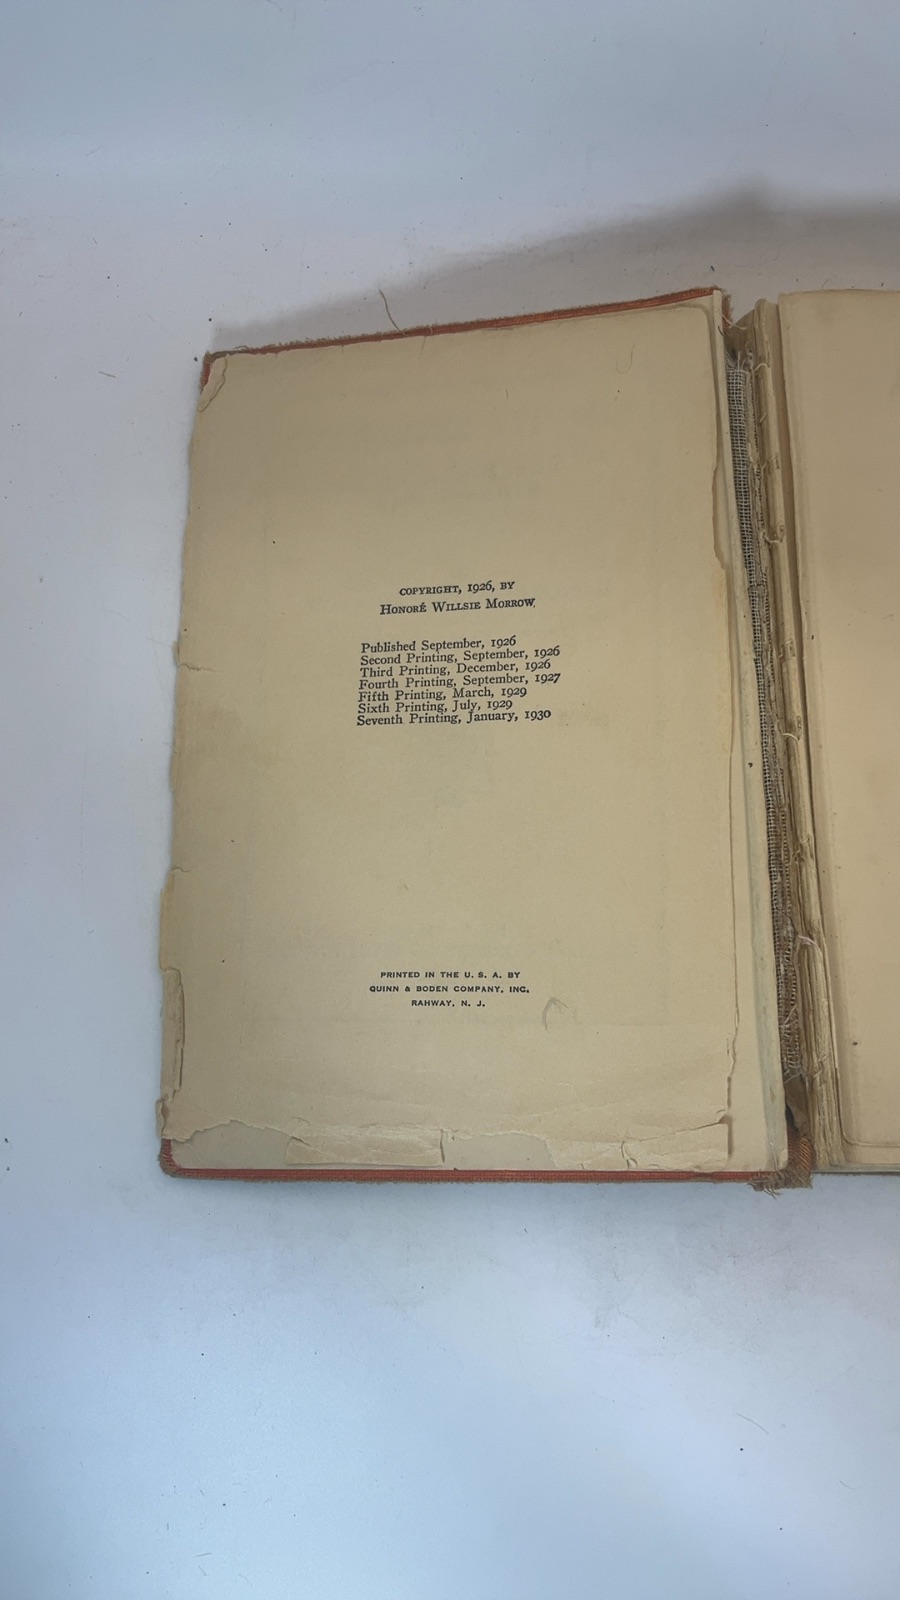 COPYRIGHT, 1926, BY
HONORÉ WILLSIE MORROW.
Published September, 1926
Second Printing, September, 1926
Third Printing, December, 1926
Fourth Printing, September, 1927
Fifth Printing, March, 1929
Sixth Printing, July, 1929
Seventh Printing, January, 1930
PRINTED IN THE U. S. A. BY
QUINN & BODEN COMPANY, INC.
RAHWAY, N. J.